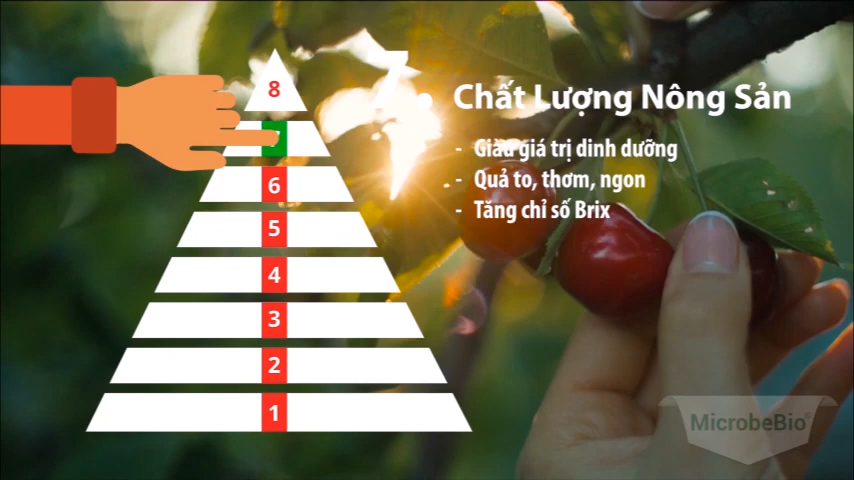 8
6
5
4
3
2
1
7.
Chất Lượng Nông Sản
- Giàu giá trị dinh dưỡng
- Quả to, thơm, ngon
- Tăng chỉ số Brix
MicrobeBio®